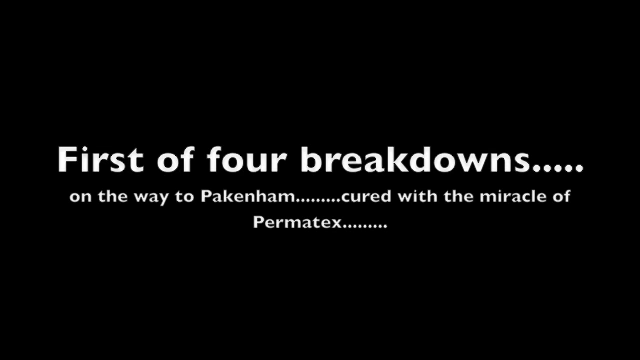 First of four breakdowns.....
on the way to Pakenham.........cured with the miracle of
Permatex.........